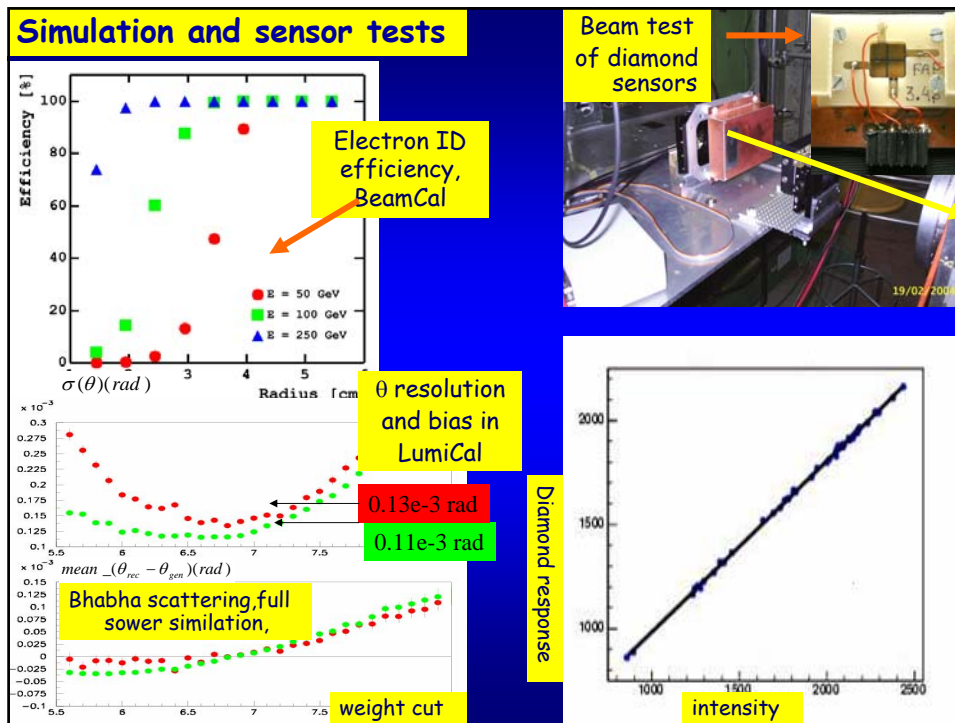 Simulation and sensor tests
Efficiency [%]
100
80
60
40
20
0
Electron ID
efficiency,
BeamCal
E = 50 GeV
E = 100 GeV
E = 250 GeV
2
3
4
5
6
Radius [cm
σ(θ)(rad)
× 10⁻³
0.3
0.275
0.25
0.225
0.2
0.175
0.15
0.125
0.1
5.5
6
6.5
7
7.5
θ resolution
and bias in
LumiCal
0.13e-3 rad
0.11e-3 rad
× 10⁻³
mean _(θrec − θgen)(rad)
0.15
0.125
0.1
0.075
0.05
0.025
0
−0.025
−0.05
−0.075
−0.1
Bhabha scattering,full
sower similation,
5.5
6
6.5
7
7.5
weight cut
Beam test
of diamond
sensors
FAP
3.4
19/02/2004
Diamond response
2000
1500
1000
1000
1500
2000
2500
intensity